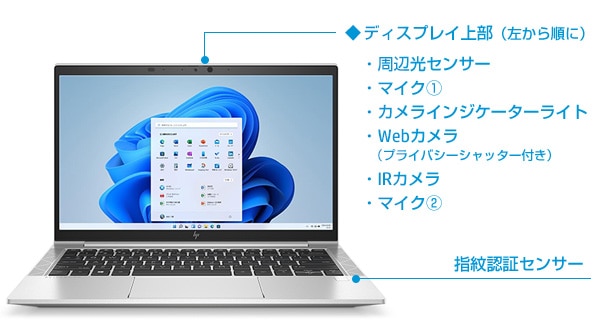 ◆ ディスプレイ上部（左から順に）
・周辺光センサー
・マイク①
・カメラインジケーターライト
・Webカメラ
（プライバシーシャッター付き）
・IRカメラ
・マイク②
指紋認証センサー
hp